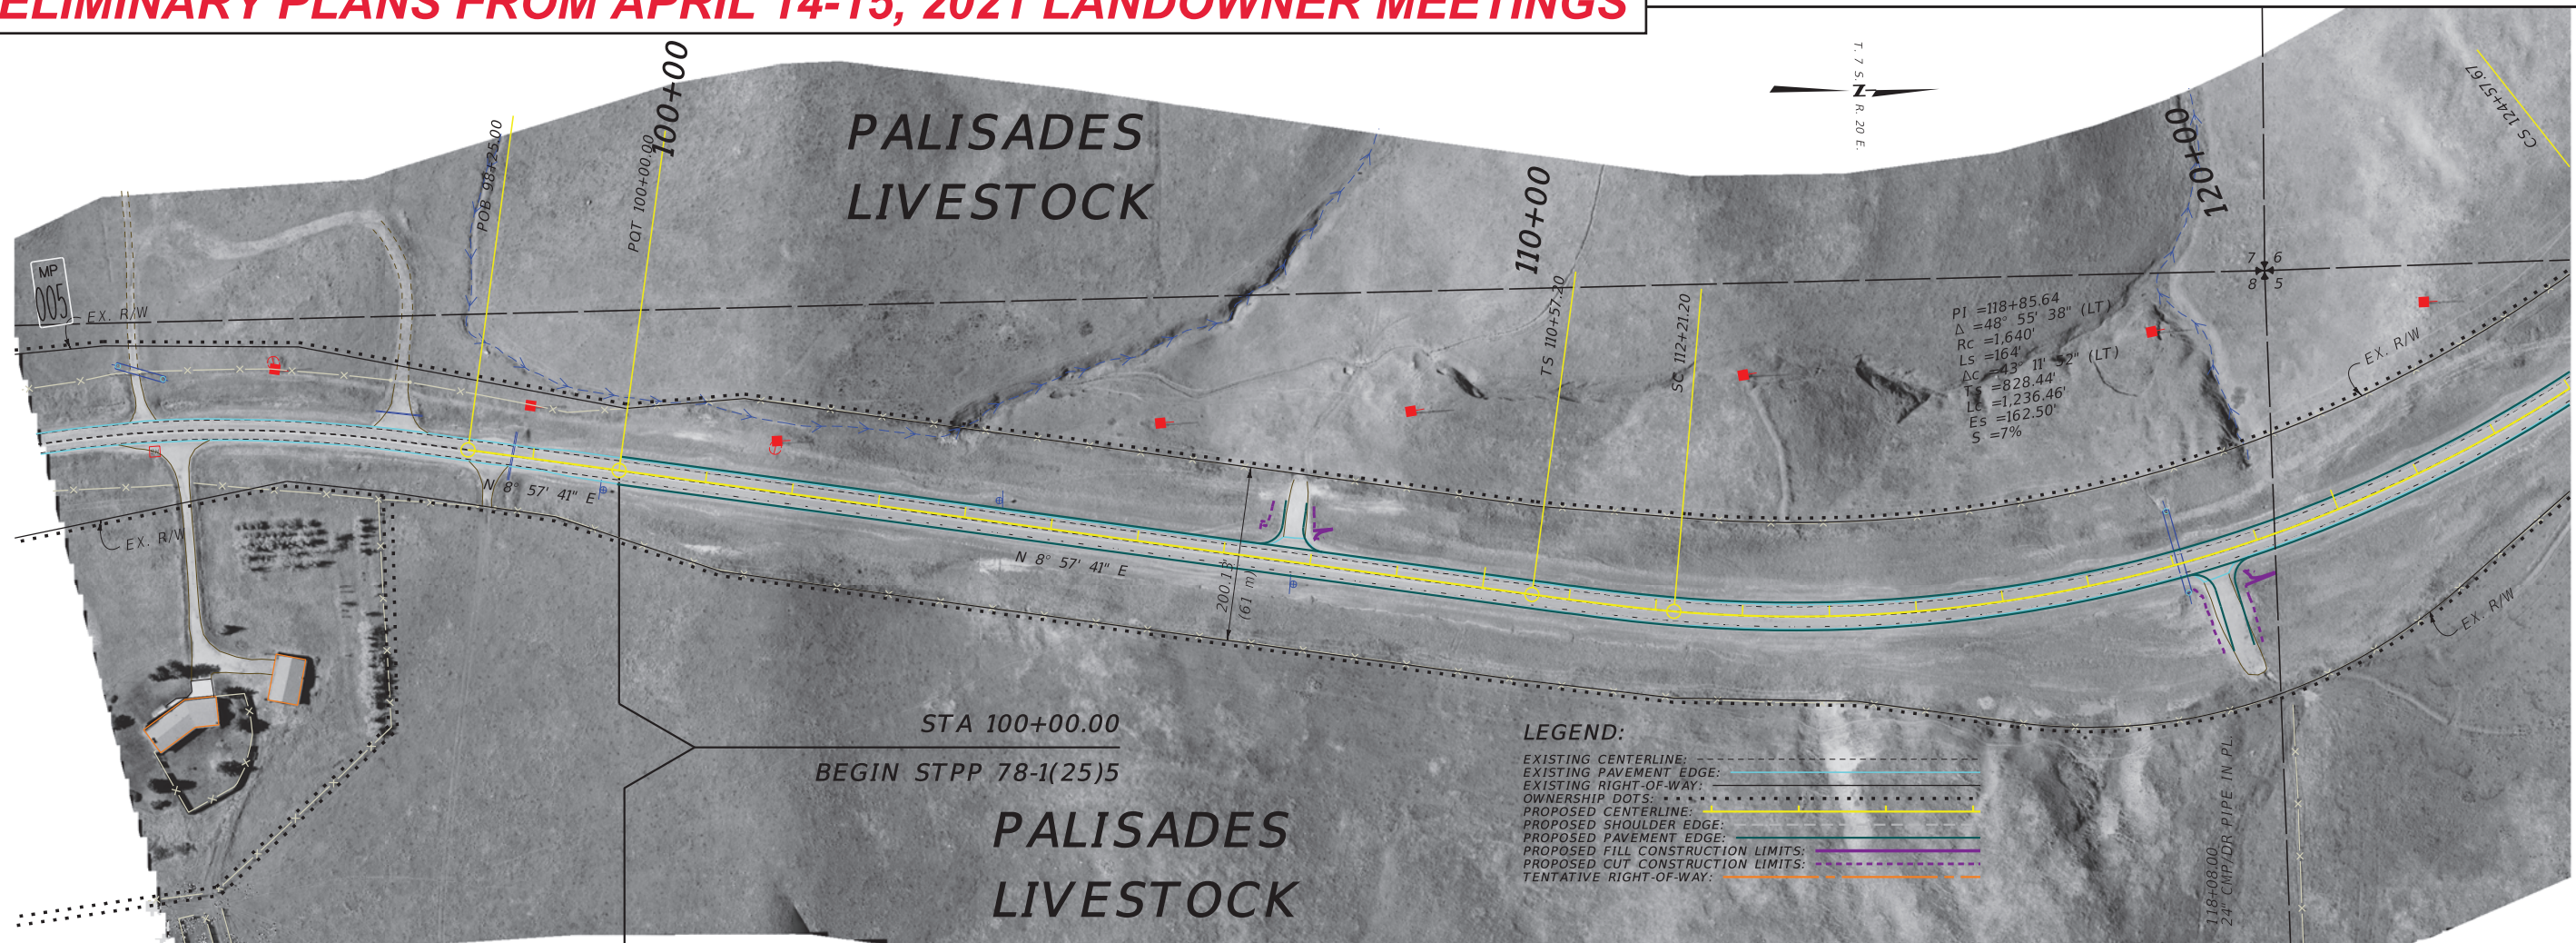 ELIMINARY PLANS FROM APRIL 14-15, 2021 LANDOWNER MEETINGS
MP
005
EX. R/W
POB 98+25.00
POT 100+00.00
100+00
PALISADES
LIVESTOCK
T. 7 S.
N
R. 20 E.
110+00
TS 110+57.20
SC 112+21.20
120+00
CS 124+57.67
7 6
8 5
PI =118+85.64
Δ =48° 55' 38" (LT)
Rc =1,640'
Ls =164'
Δc =43° 11' 52" (LT)
Ts =828.44'
Lc =1,236.46'
Es =162.50'
S =7%
EX. R/W
N 8° 57' 41" E
EX. R/W
N 8° 57' 41" E
200.13'
(61 m)
EX. R/W
STA 100+00.00
BEGIN STPP 78-1(25)5
PALISADES
LIVESTOCK
LEGEND:
EXISTING CENTERLINE:
EXISTING PAVEMENT EDGE:
EXISTING RIGHT-OF-WAY:
OWNERSHIP DOTS:
PROPOSED CENTERLINE:
PROPOSED SHOULDER EDGE:
PROPOSED PAVEMENT EDGE:
PROPOSED FILL CONSTRUCTION LIMITS:
PROPOSED CUT CONSTRUCTION LIMITS:
TENTATIVE RIGHT-OF-WAY:
118+08.00
24" CMP/DR PIPE IN PL.